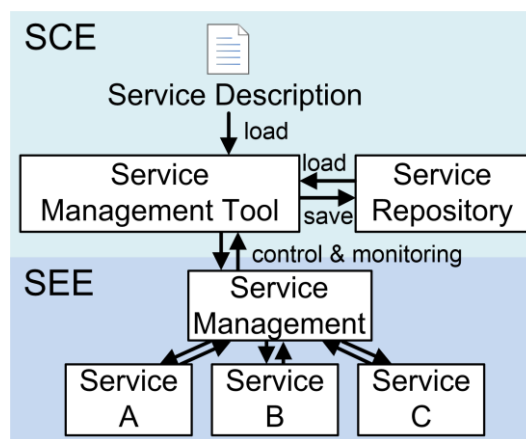 SCE
Service Description
load
Service
Management Tool
load
save
Service
Repository
control & monitoring
SEE
Service
Management
Service
A
Service
B
Service
C